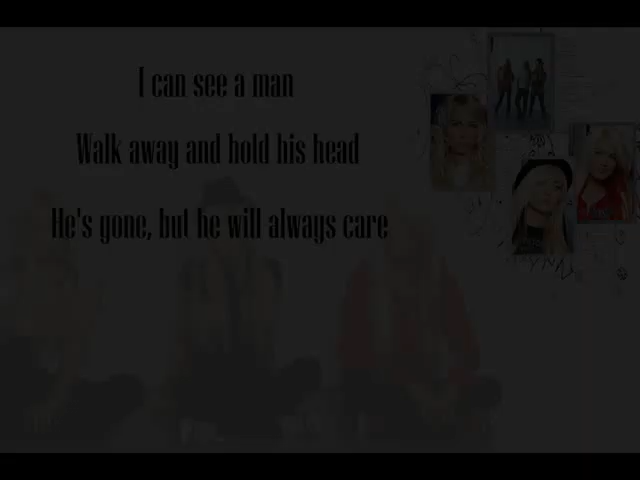 I can see a man
Walk away and hold his head
He's gone, but he will always care